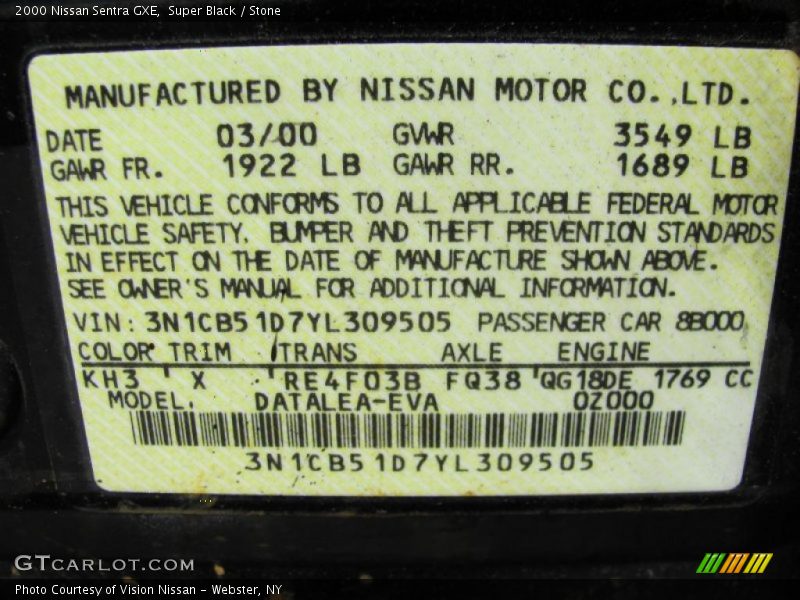 2000 Nissan Sentra GXE,  Super Black / Stone
MANUFACTURED BY NISSAN MOTOR CO.,LTD.
DATE 03/00 GVWR 3549 LB
GAWR FR. 1922 LB GAWR RR. 1689 LB
THIS VEHICLE CONFORMS TO ALL APPLICABLE FEDERAL MOTOR
VEHICLE SAFETY, BUMPER AND THEFT PREVENTION STANDARDS
IN EFFECT ON THE DATE OF MANUFACTURE SHOWN ABOVE.
SEE OWNER'S MANUAL FOR ADDITIONAL INFORMATION.
VIN: 3N1CB51D7YL309505 PASSENGER CAR 8B000
COLOR TRIM TRANS AXLE ENGINE
KH3 X RE4F03B FQ38 QG18DE 1769 CC
MODEL. DATALEA-EVA 0Z000
3N1CB51D7YL309505
GTCARLOT.COM
Photo Courtesy of Vision Nissan - Webster, NY